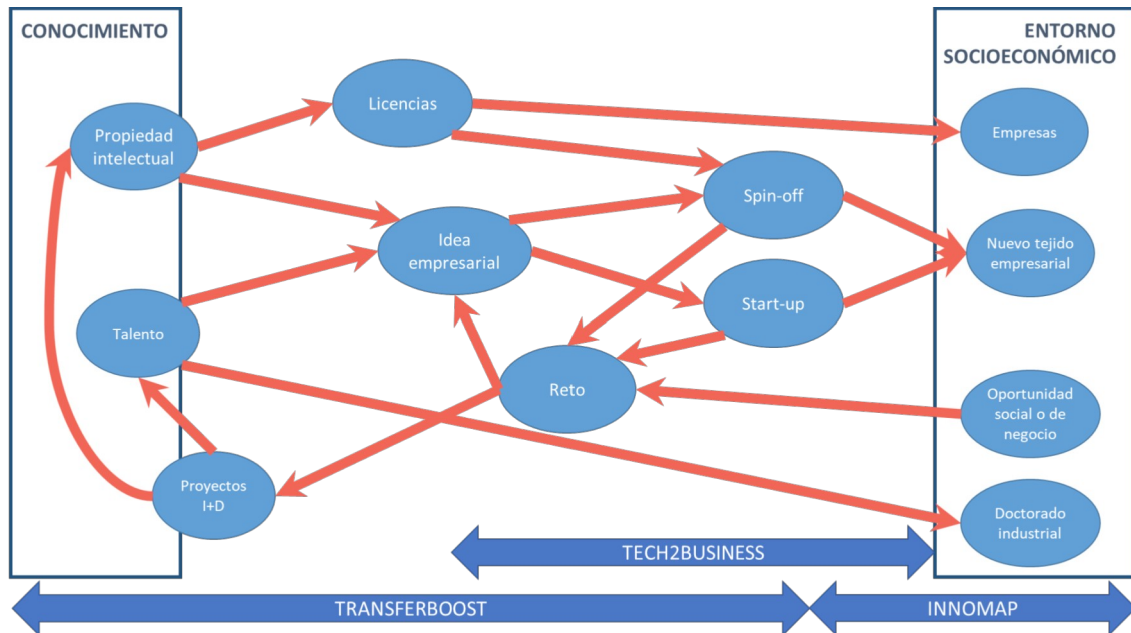 CONOCIMIENTO
ENTORNO
SOCIOECONÓMICO
Licencias
Empresas
Propiedad
intelectual
Spin-off
Idea
empresarial
Nuevo tejido
empresarial
Start-up
Talento
Reto
Oportunidad
social o de
negocio
Proyectos
I+D
Doctorado
industrial
TECH2BUSINESS
TRANSFERBOOST
INNOMAP